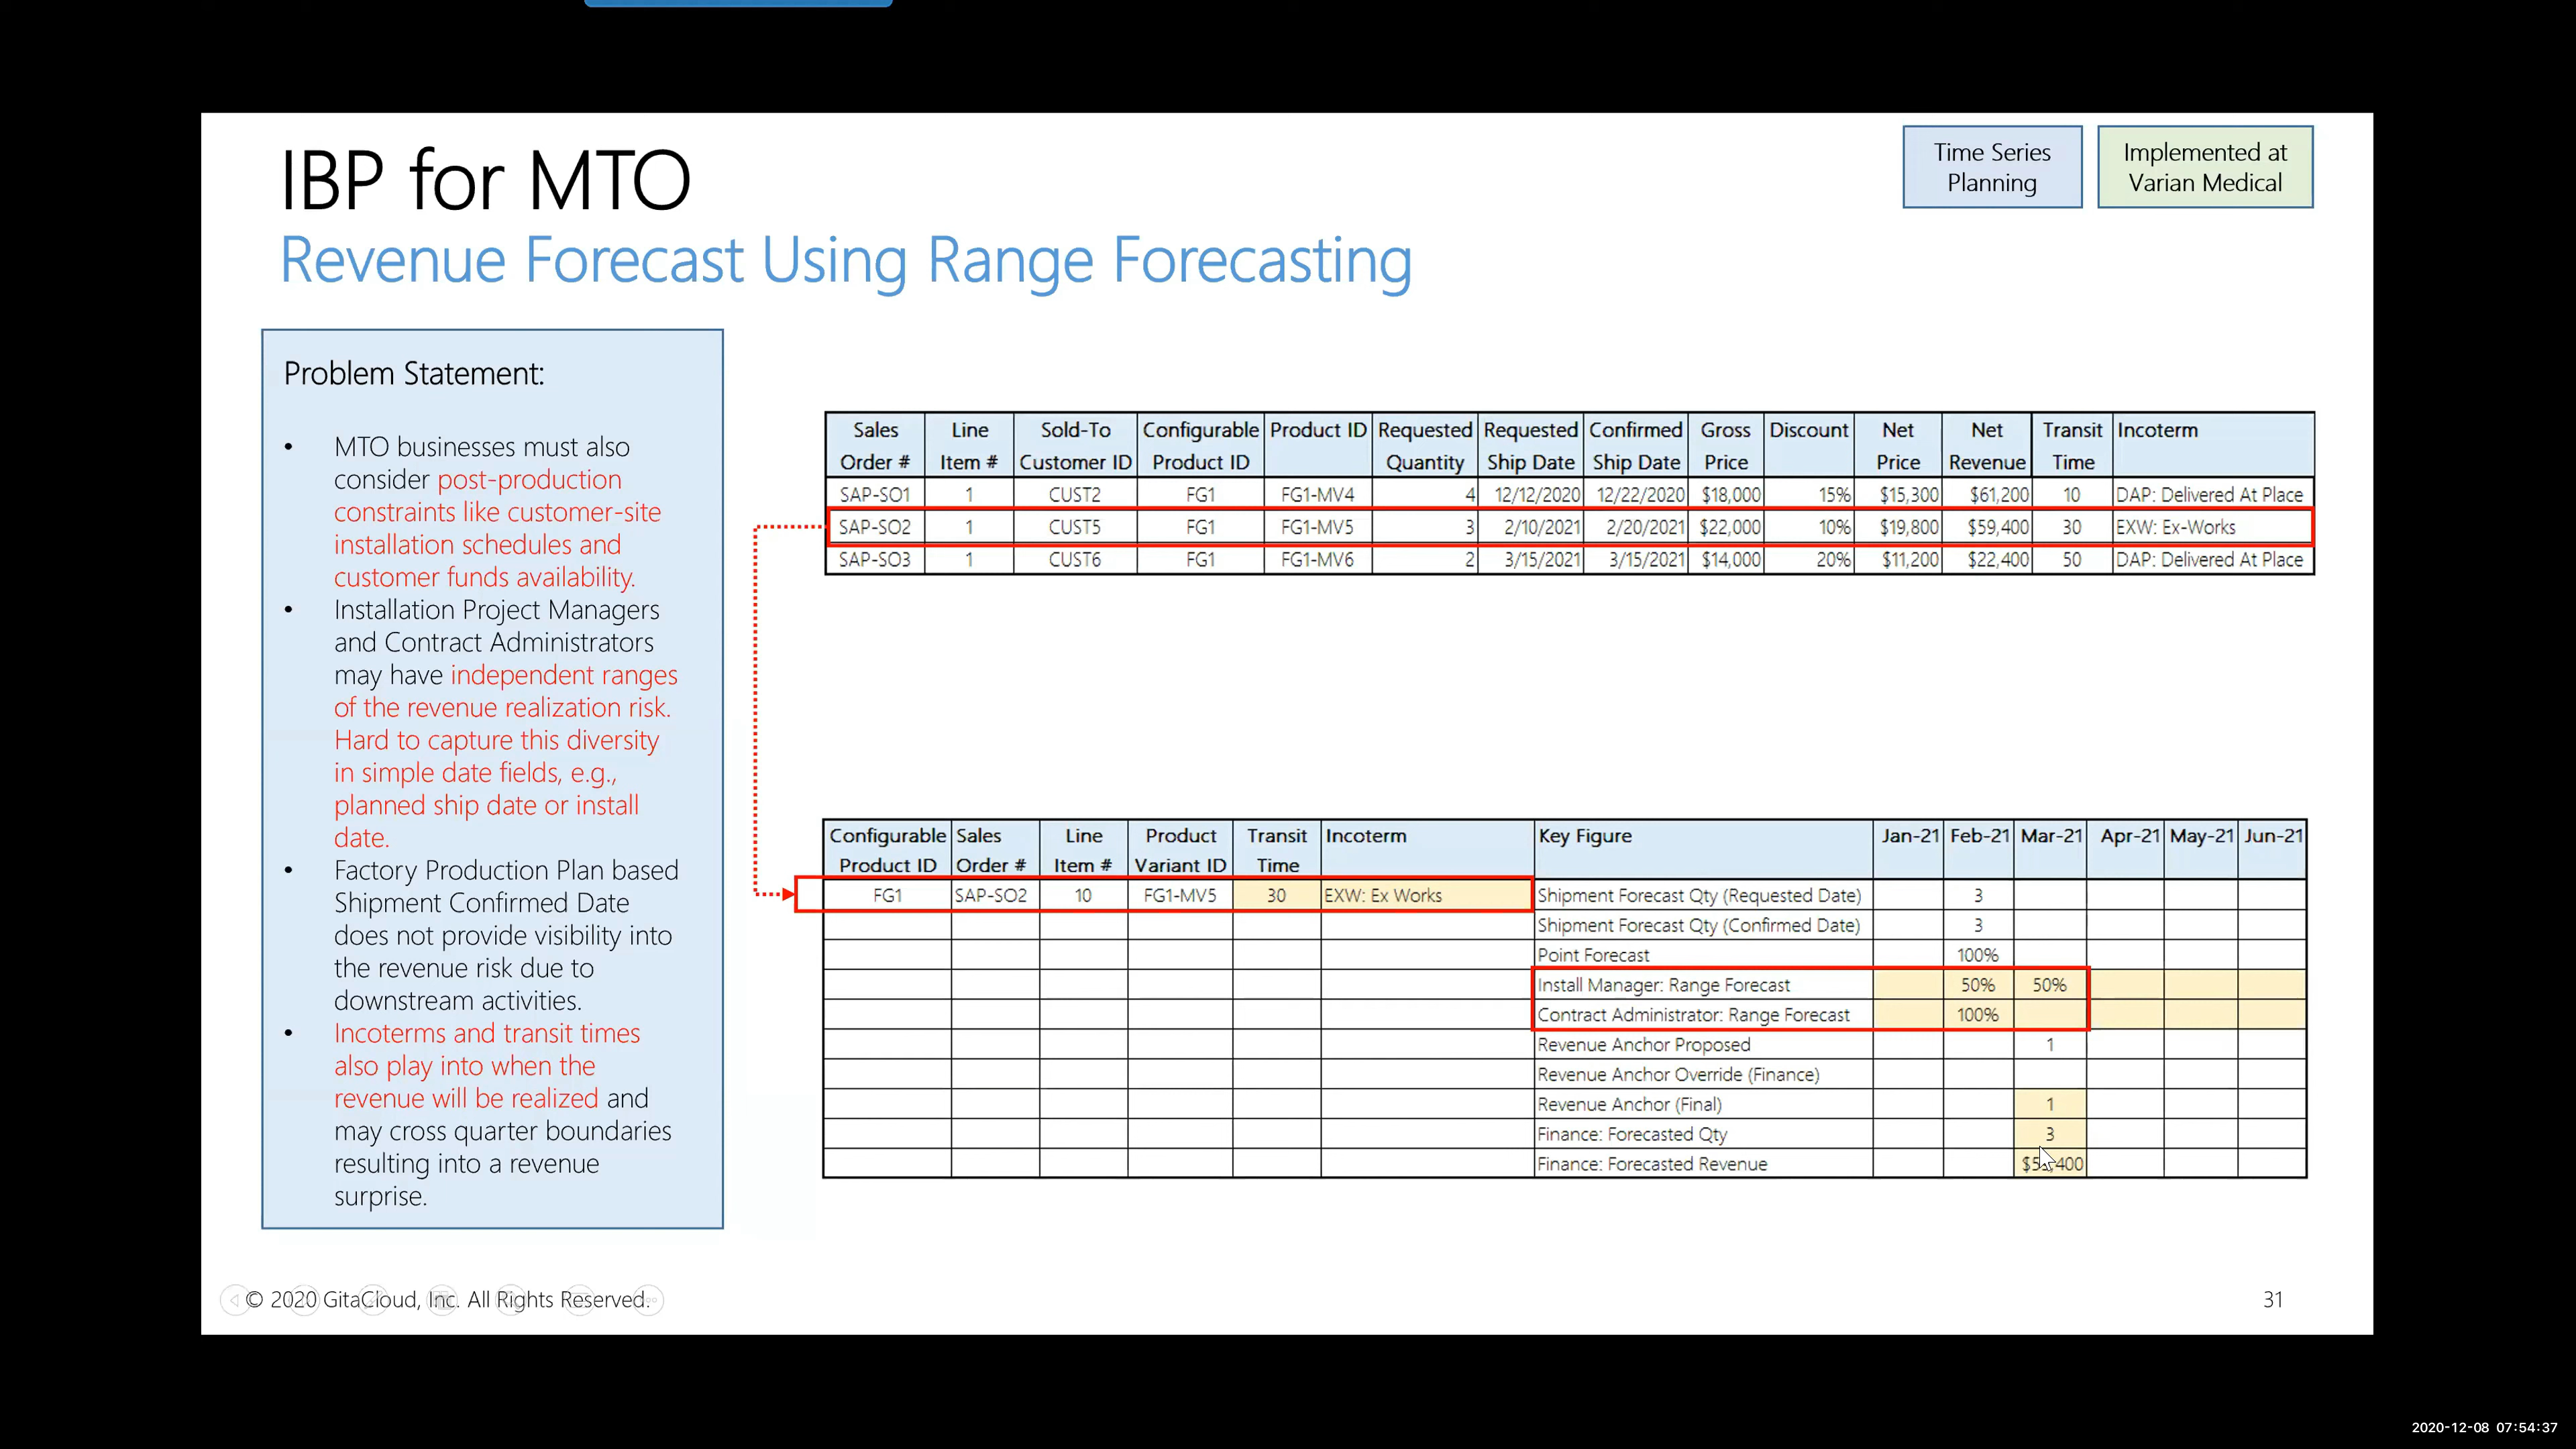 IBP for MTO
Revenue Forecast Using Range Forecasting
Time Series
Planning
Implemented at
Varian Medical
Problem Statement:
• MTO businesses must also
consider post-production
constraints like customer-site
installation schedules and
customer funds availability.
• Installation Project Managers
and Contract Administrators
may have independent ranges
of the revenue realization risk.
Hard to capture this diversity
in simple date fields, e.g.,
planned ship date or install
date.
• Factory Production Plan based
Shipment Confirmed Date
does not provide visibility into
the revenue risk due to
downstream activities.
• Incoterms and transit times
also play into when the
revenue will be realized and
may cross quarter boundaries
resulting into a revenue
surprise.
Sales Line Sold-To Configurable Product ID Requested Requested Confirmed Gross Discount Net Net Transit Incoterm
Order # Item # Customer ID Product ID Quantity Ship Date Ship Date Price Price Revenue Time
SAP-SO1 1 CUST2 FG1 FG1-MV4 4 12/12/2020 12/22/2020 $18,000 15% $15,300 $61,200 10 DAP: Delivered At Place
SAP-SO2 1 CUST5 FG1 FG1-MV5 3 2/10/2021 2/20/2021 $22,000 10% $19,800 $59,400 30 EXW: Ex-Works
SAP-SO3 1 CUST6 FG1 FG1-MV6 2 3/15/2021 3/15/2021 $14,000 20% $11,200 $22,400 50 DAP: Delivered At Place
Configurable Sales Line Product Transit Incoterm Key Figure Jan-21 Feb-21 Mar-21 Apr-21 May-21 Jun-21
Product ID Order # Item # Variant ID Time
FG1 SAP-SO2 10 FG1-MV5 30 EXW: Ex Works Shipment Forecast Qty (Requested Date) 3
Shipment Forecast Qty (Confirmed Date) 3
Point Forecast 100%
Install Manager: Range Forecast 50% 50%
Contract Administrator: Range Forecast 100%
Revenue Anchor Proposed 1
Revenue Anchor Override (Finance)
Revenue Anchor (Final) 1
Finance: Forecasted Qty 3
Finance: Forecasted Revenue
© 2020 GitaCloud, Inc. All Rights Reserved.
31
2020-12-08 07:54:37